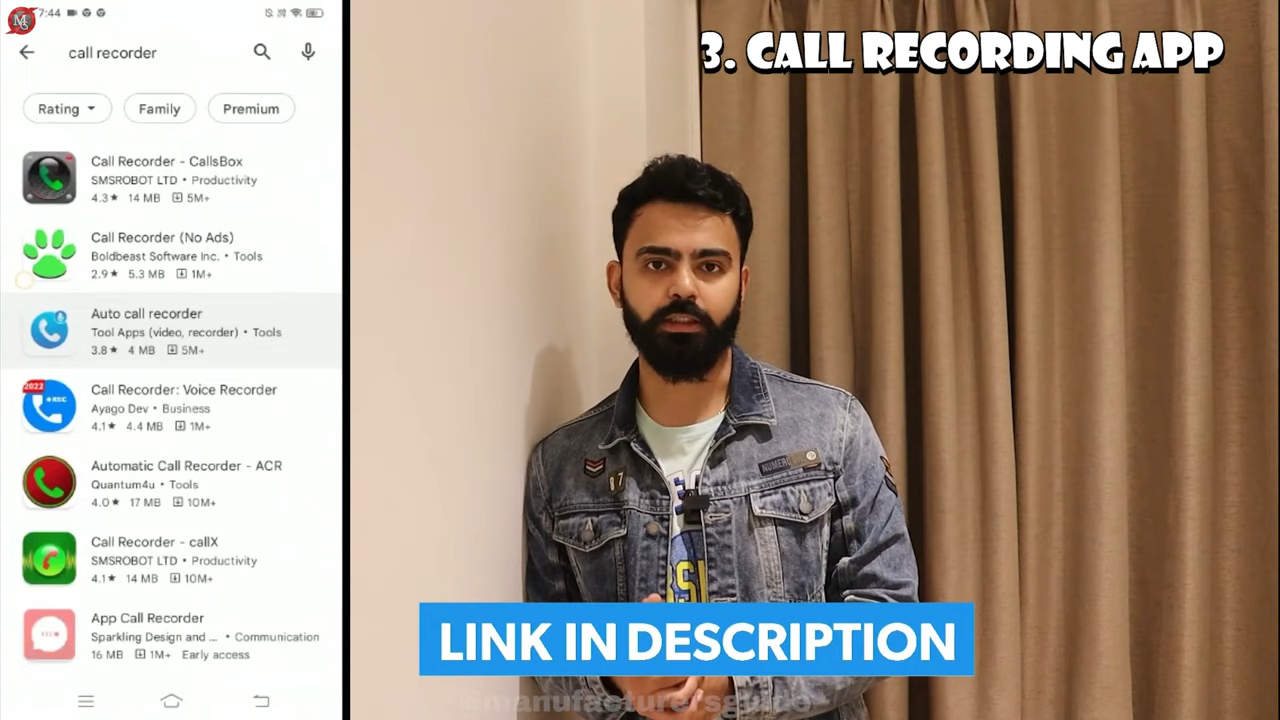 MS
7:44
call recorder
Rating
Family
Premium
Call Recorder - CallsBox
SMSROBOT LTD • Productivity
4.3★ 14 MB 5M+
Call Recorder (No Ads)
Boldbeast Software Inc. • Tools
2.9★ 5.3 MB 1M+
Auto call recorder
Tool Apps (video, recorder) • Tools
3.8★ 4 MB 5M+
2022
REC
Call Recorder: Voice Recorder
Ayago Dev • Business
4.1★ 4.4 MB 1M+
Automatic Call Recorder - ACR
Quantum4u • Tools
4.0★ 17 MB 10M+
Call Recorder - callX
SMSROBOT LTD • Productivity
4.1★ 14 MB 10M+
App Call Recorder
Sparkling Design and ... • Communication
16 MB 1M+ Early access
3. CALL RECORDING APP
87
LINK IN DESCRIPTION
@manufacturersguide